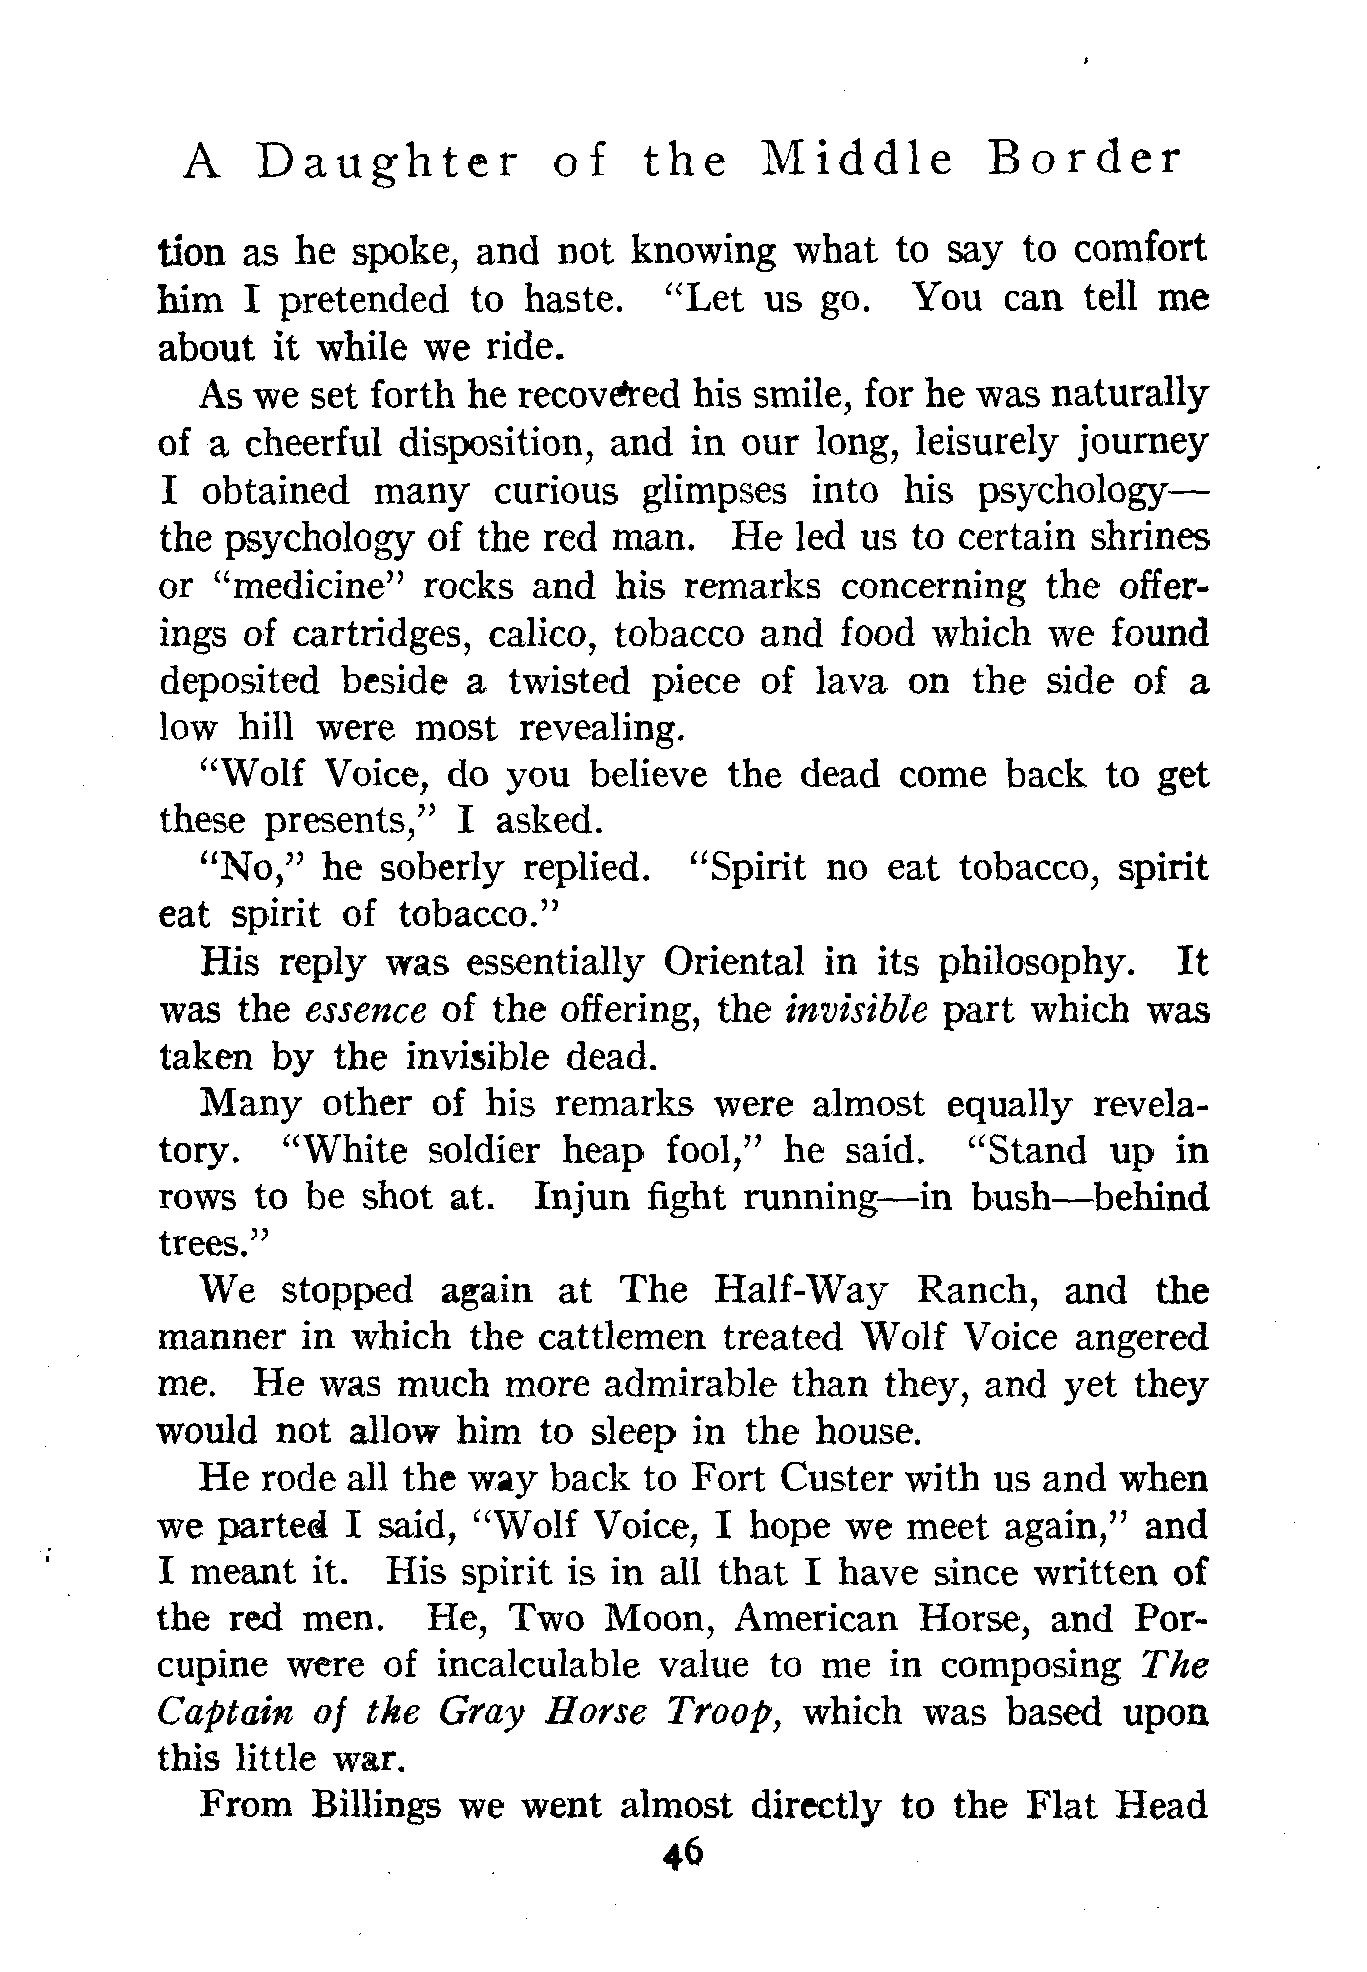 A Daughter of the Middle Border
tion as he spoke, and not knowing what to say to comfort
him I pretended to haste. “Let us go. You can tell me
about it while we ride.
As we set forth he recovered his smile, for he was naturally
of a cheerful disposition, and in our long, leisurely journey
I obtained many curious glimpses into his psychology—
the psychology of the red man. He led us to certain shrines
or “medicine” rocks and his remarks concerning the offer-
ings of cartridges, calico, tobacco and food which we found
deposited beside a twisted piece of lava on the side of a
low hill were most revealing.
“Wolf Voice, do you believe the dead come back to get
these presents,” I asked.
“No,” he soberly replied. “Spirit no eat tobacco, spirit
eat spirit of tobacco.”
His reply was essentially Oriental in its philosophy. It
was the essence of the offering, the invisible part which was
taken by the invisible dead.
Many other of his remarks were almost equally revela-
tory. “White soldier heap fool,” he said. “Stand up in
rows to be shot at. Injun fight running—in bush—behind
trees.”
We stopped again at The Half-Way Ranch, and the
manner in which the cattlemen treated Wolf Voice angered
me. He was much more admirable than they, and yet they
would not allow him to sleep in the house.
He rode all the way back to Fort Custer with us and when
we parted I said, “Wolf Voice, I hope we meet again,” and
I meant it. His spirit is in all that I have since written of
the red men. He, Two Moon, American Horse, and Por-
cupine were of incalculable value to me in composing The
Captain of the Gray Horse Troop, which was based upon
this little war.
From Billings we went almost directly to the Flat Head
46